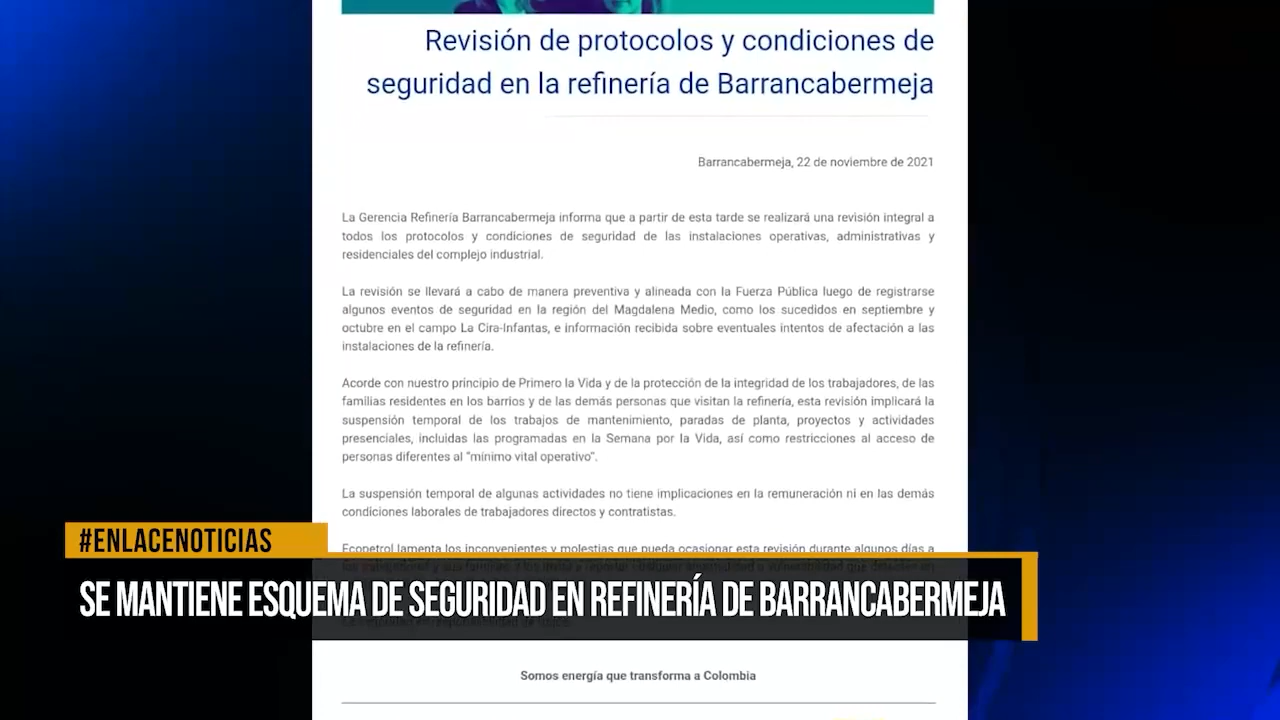 Revisión de protocolos y condiciones de
seguridad en la refinería de Barrancabermeja
Barrancabermeja, 22 de noviembre de 2021
La Gerencia Refinería Barrancabermeja informa que a partir de esta tarde se realizará una revisión integral a
todos los protocolos y condiciones de seguridad de las instalaciones operativas, administrativas y
residenciales del complejo industrial.
La revisión se llevará a cabo de manera preventiva y alineada con la Fuerza Pública luego de registrarse
algunos eventos de seguridad en la región del Magdalena Medio, como los sucedidos en septiembre y
octubre en el campo La Cira-Infantas, e información recibida sobre eventuales intentos de afectación a las
instalaciones de la refinería.
Acorde con nuestro principio de Primero la Vida y de la protección de la integridad de los trabajadores, de las
familias residentes en los barrios y de las demás personas que visitan la refinería, esta revisión implicará la
suspensión temporal de los trabajos de mantenimiento, paradas de planta, proyectos y actividades
presenciales, incluidas las programadas en la Semana por la Vida, así como restricciones al acceso de
personas diferentes al "mínimo vital operativo".
La suspensión temporal de algunas actividades no tiene implicaciones en la remuneración ni en las demás
condiciones laborales de trabajadores directos y contratistas.
Ecopetrol lamenta los inconvenientes y molestias que pueda ocasionar esta revisión durante algunos días a
#ENLACENOTICIAS
SE MANTIENE ESQUEMA DE SEGURIDAD EN REFINERÍA DE BARRANCABERMEJA
Somos energía que transforma a Colombia